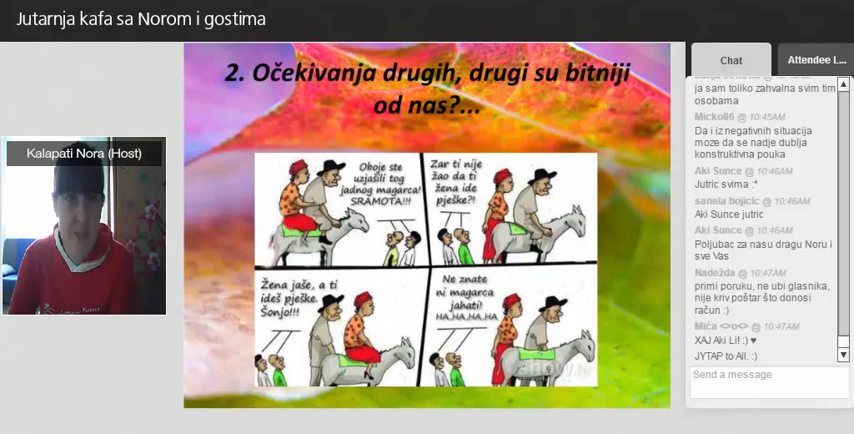 Jutarnja kafa sa Norom i gostima
Kalapati Nora (Host)
2. Očekivanja drugih, drugi su bitniji
od nas?...
Oboje ste
uzjašili tog
jadnog magarca!
SRAMOTA!!!
Zar ti nije
žao da ti
žena ide
pješke?!
Žena jaše, a ti
ideš pješke.
Šonjo!!!
Ne znate
ni magarca
jahati!
HA,HA,HA,HA
Chat
Attendee L...
@ 10:45AM
ja sam toliko zahvalna svim tim
osobama
Micko86 @ 10:45AM
Da i iz negativnih situacija
moze da se nadje dublja
konstruktivna pouka
Aki Sunce @ 10:46AM
Jutric svima :*
sanela bojicic @ 10:46AM
Aki Sunce jutric
Aki Sunce @ 10:46AM
Poljubac za nasu dragu Noru i
sve Vas
Nadežda @ 10:47AM
primi poruku, ne ubi glasnika,
nije kriv poštar što donosi
račun :)
Mića <>o<> @ 10:47AM
XAJ Aki Li! :) ♥
JYTAP to All. :)
Send a message